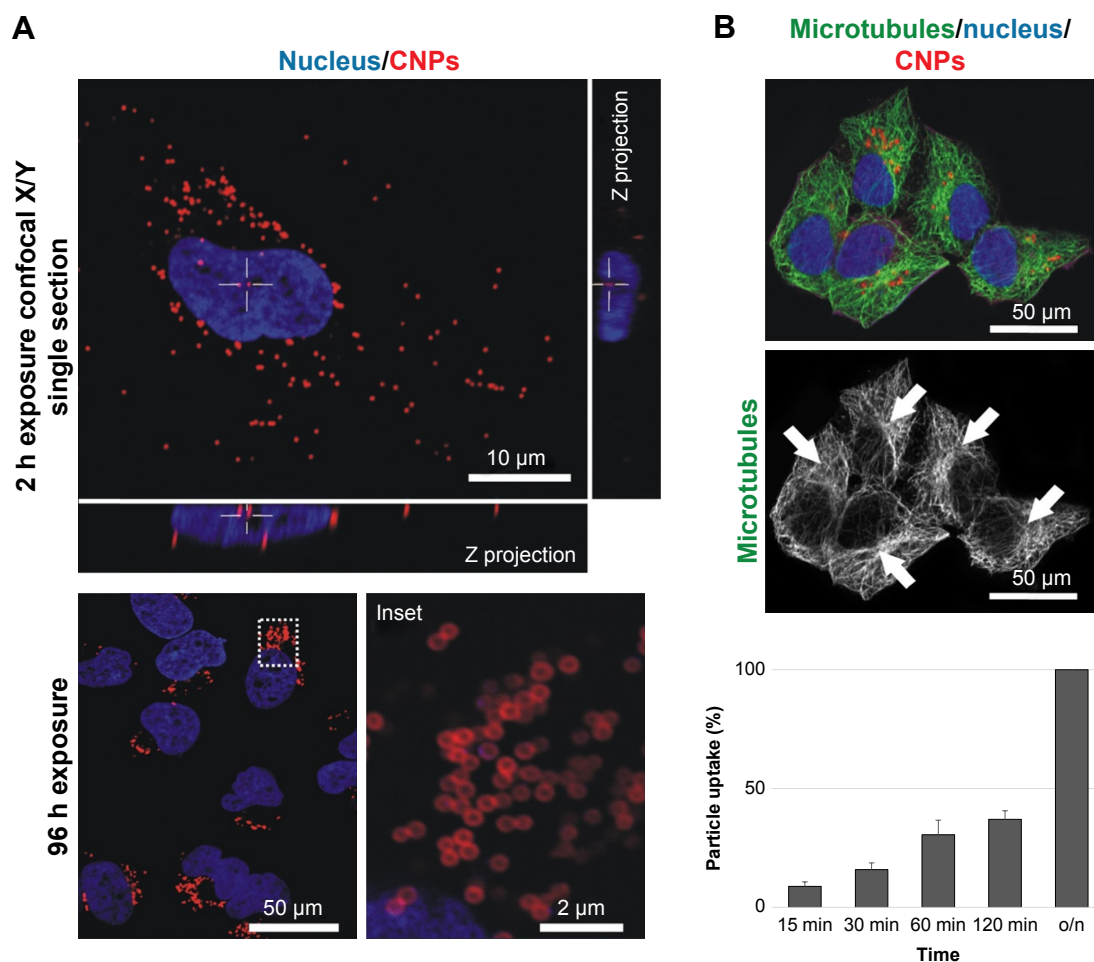 A
Nucleus/CNPs
2 h exposure confocal X/Y
single section
Z projection
10 µm
Z projection
96 h exposure
50 µm
Inset
2 µm
B
Microtubules/nucleus/
CNPs
50 µm
Microtubules
50 µm
Particle uptake (%)
100
50
0
15 min 30 min 60 min 120 min o/n
Time